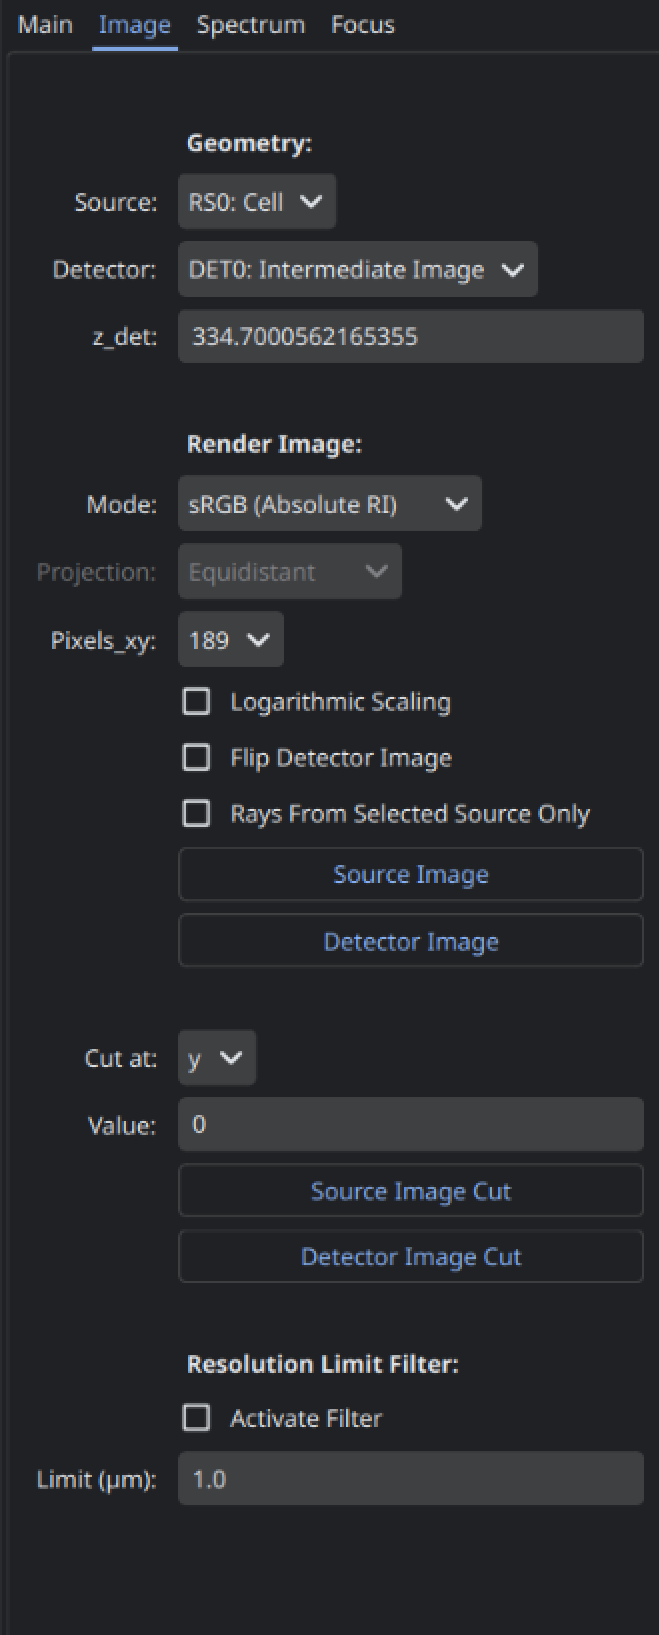 Main Image Spectrum Focus
Geometry:
Source: RS0: Cell
Detector: DET0: Intermediate Image
z_det: 334.7000562165355
Render Image:
Mode: sRGB (Absolute RI)
Projection: Equidistant
Pixels_xy: 189
Logarithmic Scaling
Flip Detector Image
Rays From Selected Source Only
Source Image
Detector Image
Cut at: y
Value: 0
Source Image Cut
Detector Image Cut
Resolution Limit Filter:
Activate Filter
Limit (µm): 1.0